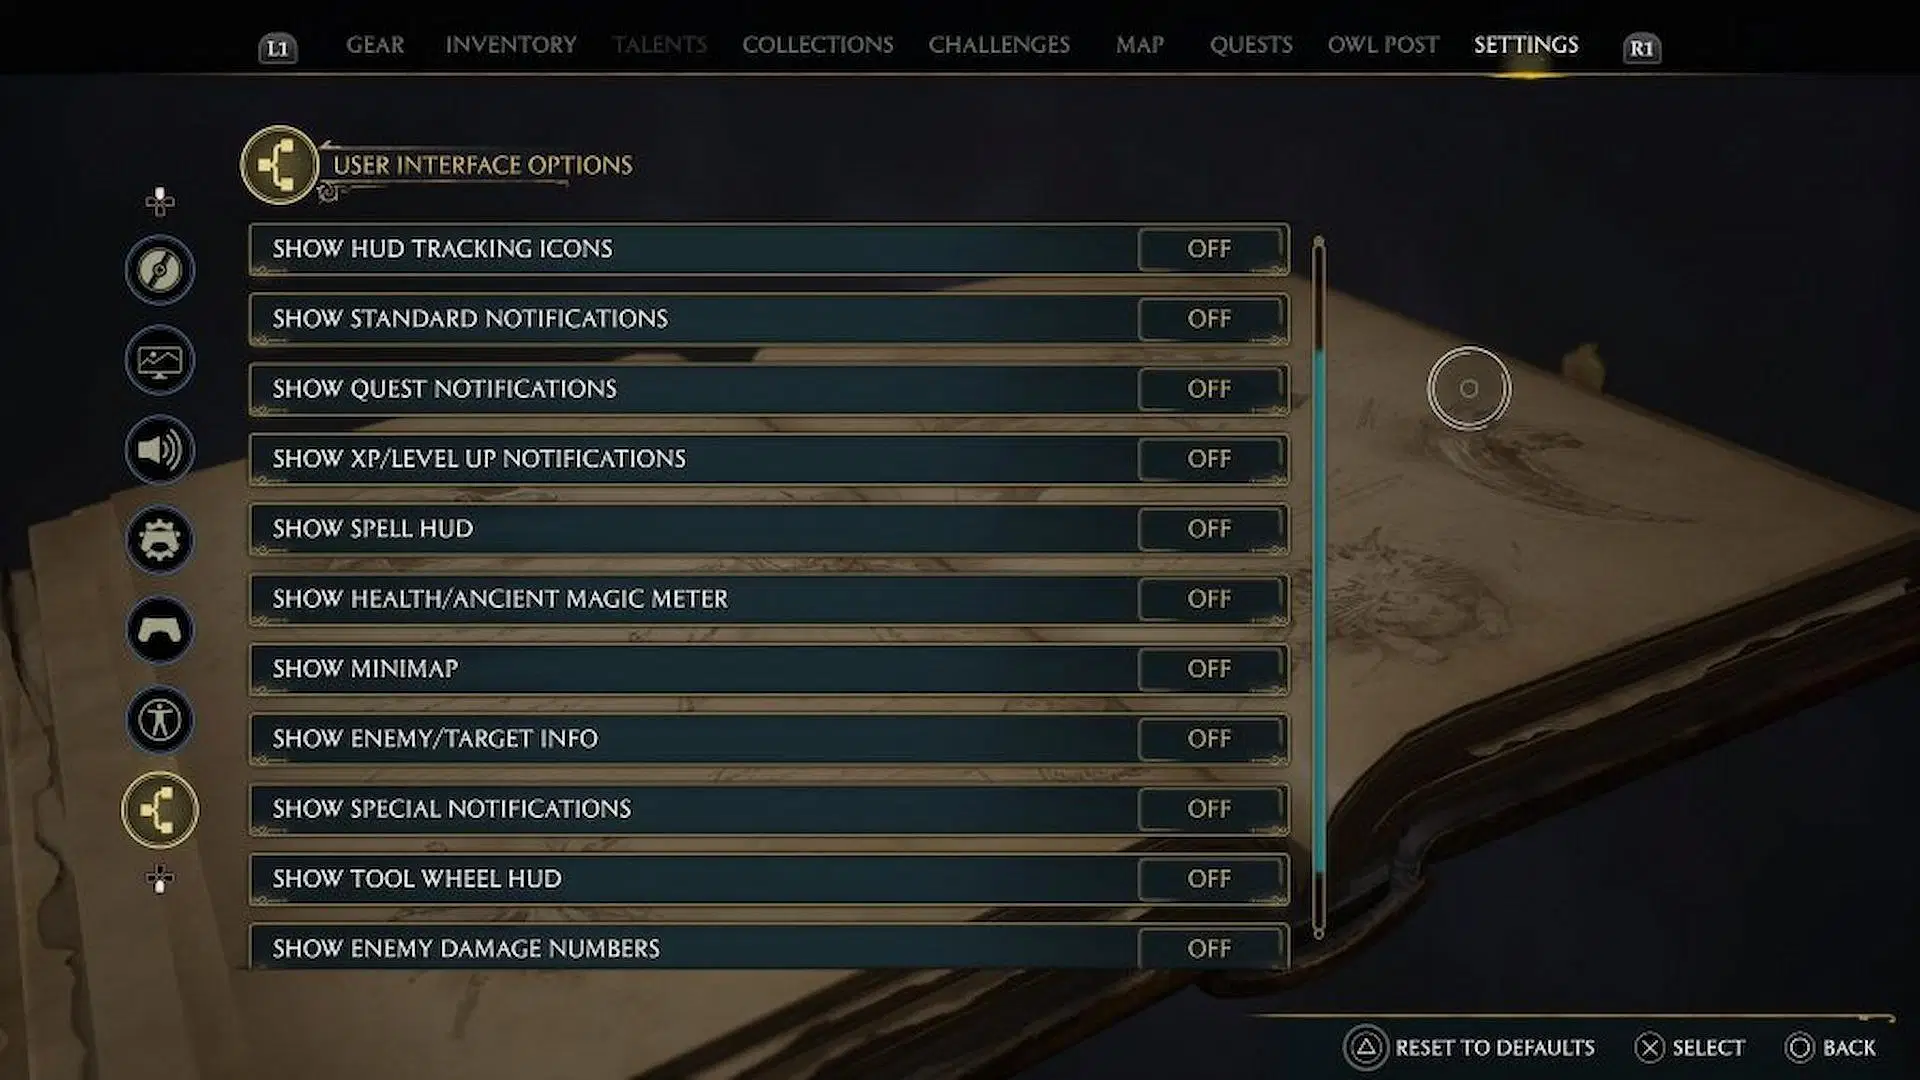 L1 GEAR INVENTORY TALENTS COLLECTIONS CHALLENGES MAP QUESTS OWL POST SETTINGS R1
USER INTERFACE OPTIONS
SHOW HUD TRACKING ICONS OFF
SHOW STANDARD NOTIFICATIONS OFF
SHOW QUEST NOTIFICATIONS OFF
SHOW XP/LEVEL UP NOTIFICATIONS OFF
SHOW SPELL HUD OFF
SHOW HEALTH/ANCIENT MAGIC METER OFF
SHOW MINIMAP OFF
SHOW ENEMY/TARGET INFO OFF
SHOW SPECIAL NOTIFICATIONS OFF
SHOW TOOL WHEEL HUD OFF
SHOW ENEMY DAMAGE NUMBERS OFF
RESET TO DEFAULTS SELECT BACK